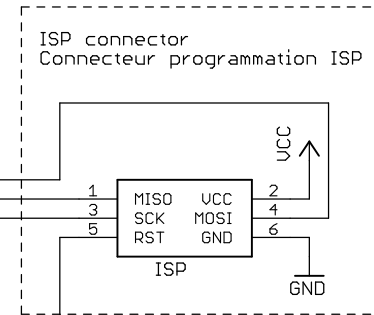 ISP connector
Connecteur programmation ISP
VCC
1 MISO VCC 2
3 SCK MOSI 4
5 RST GND 6
ISP
GND